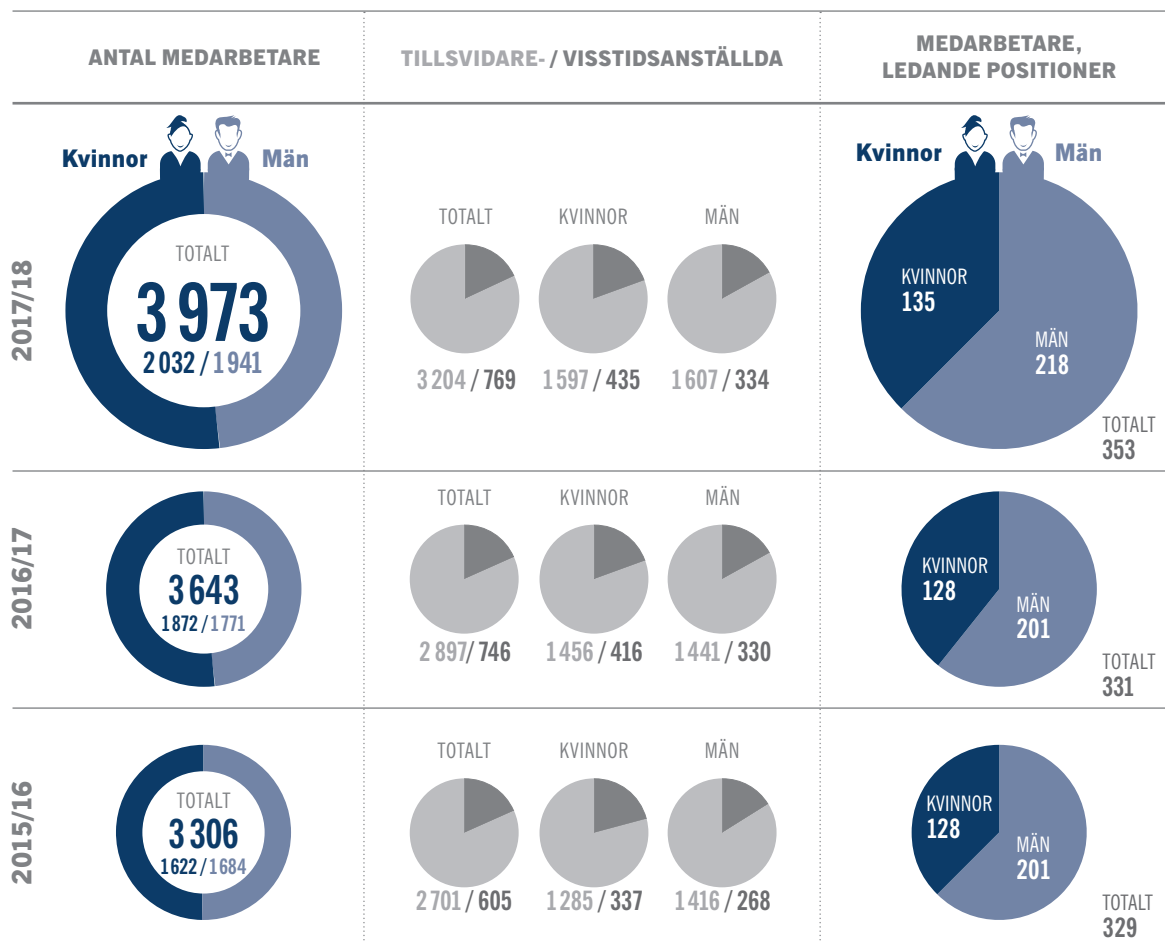 ANTAL MEDARBETARE
TILLSVIDARE- / VISSTIDSANSTÄLLDA
MEDARBETARE,
LEDANDE POSITIONER
2017/18
Kvinnor Män
TOTALT
3 973
2 032 / 1 941
TOTALT KVINNOR MÄN
3 204 / 769 1 597 / 435 1 607 / 334
Kvinnor Män
KVINNOR
135
MÄN
218
TOTALT
353
2016/17
TOTALT
3 643
1 872 / 1 771
TOTALT KVINNOR MÄN
2 897/ 746 1 456 / 416 1 441 / 330
KVINNOR
128
MÄN
201
TOTALT
331
2015/16
TOTALT
3 306
1 622 / 1 684
TOTALT KVINNOR MÄN
2 701 / 605 1 285 / 337 1 416 / 268
KVINNOR
128
MÄN
201
TOTALT
329